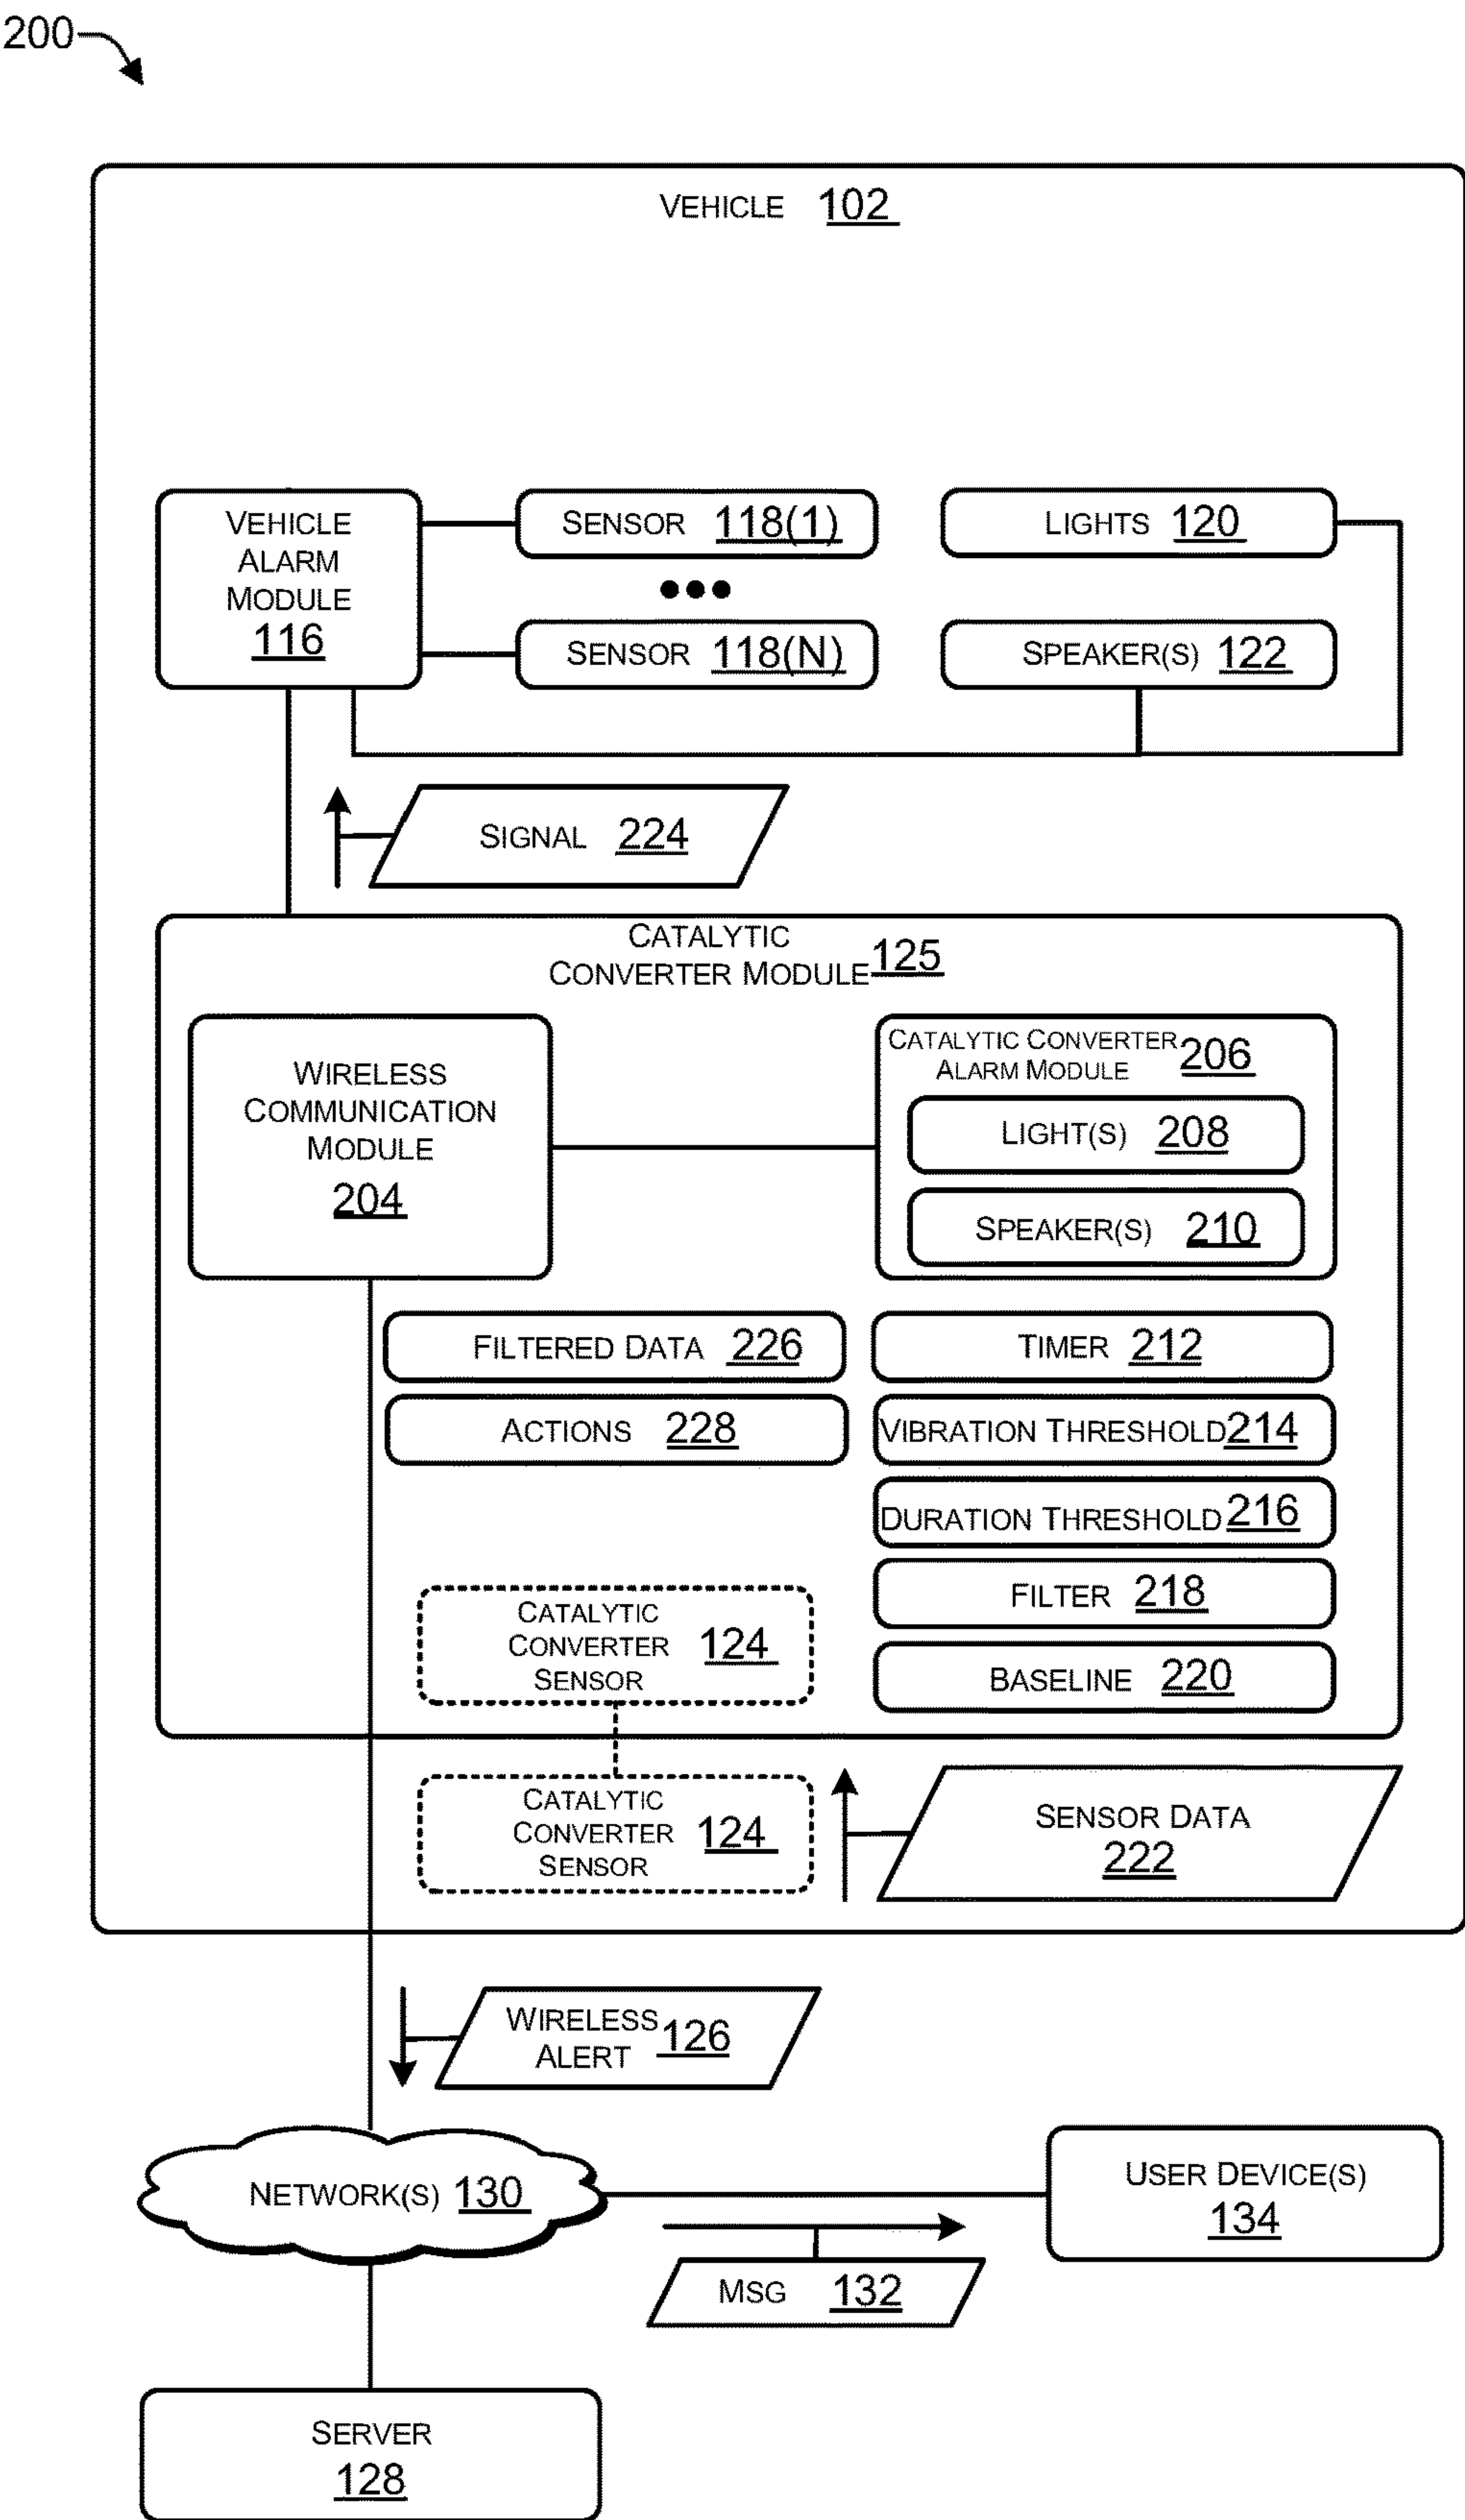 200
VEHICLE 102
VEHICLE
ALARM
MODULE
116
SENSOR 118(1)
SENSOR 118(N)
LIGHTS 120
SPEAKER(S) 122
SIGNAL 224
CATALYTIC
CONVERTER MODULE 125
WIRELESS
COMMUNICATION
MODULE
204
CATALYTIC CONVERTER
ALARM MODULE 206
LIGHT(S) 208
SPEAKER(S) 210
FILTERED DATA 226
ACTIONS 228
TIMER 212
VIBRATION THRESHOLD 214
DURATION THRESHOLD 216
FILTER 218
BASELINE 220
CATALYTIC
CONVERTER 124
SENSOR
CATALYTIC
CONVERTER 124
SENSOR
SENSOR DATA
222
WIRELESS 126
ALERT
NETWORK(S) 130
USER DEVICE(S)
134
MSG 132
SERVER
128